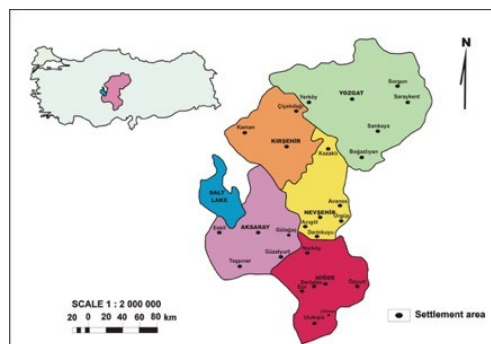 N
Sorgun
YOZGAT
Yerköy
Saraykent
Çiçekdağı
Kaman
Sarıkaya
KIRŞEHİR
Kozaklı
Boğazlıyan
SALT
LAKE
Avanos
NEVŞEHİR
Ürgüp
AKSARAY
Eskil
Derinkuyu
Güzelyurt
Taşpınar
NİĞDE
Bor
Ulukışla
SCALE 1 : 2 000 000
20 0 20 40 60 80
km
Settlement area